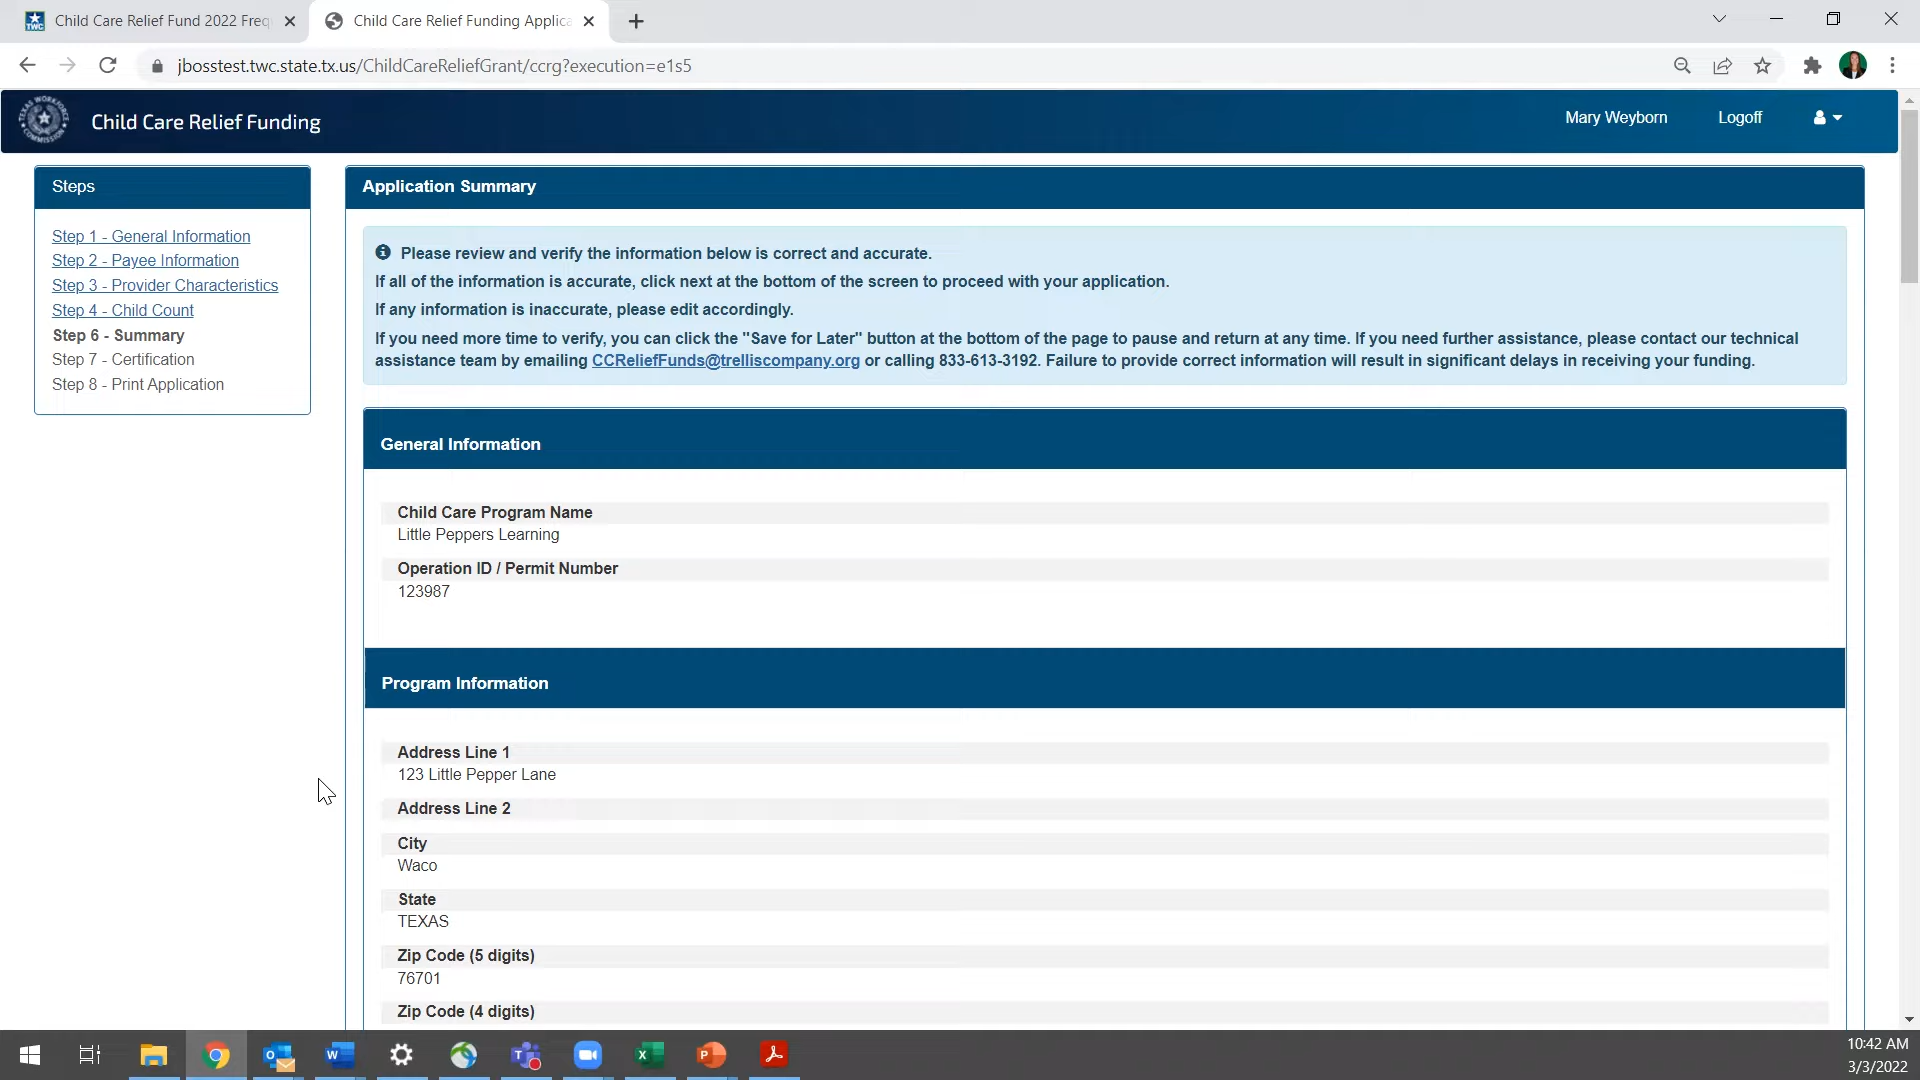 Child Care Relief Fund 2022 Freq
Child Care Relief Funding Applica
jbosstest.twc.state.tx.us/ChildCareReliefGrant/ccrg?execution=e1s5
Child Care Relief Funding
Mary Weyborn
Logoff
Steps
Step 1 - General Information
Step 2 - Payee Information
Step 3 - Provider Characteristics
Step 4 - Child Count
Step 6 - Summary
Step 7 - Certification
Step 8 - Print Application
Application Summary
Please review and verify the information below is correct and accurate.
If all of the information is accurate, click next at the bottom of the screen to proceed with your application.
If any information is inaccurate, please edit accordingly.
If you need more time to verify, you can click the "Save for Later" button at the bottom of the page to pause and return at any time. If you need further assistance, please contact our technical
assistance team by emailing CCReliefFunds@trelliscompany.org or calling 833-613-3192. Failure to provide correct information will result in significant delays in receiving your funding.
General Information
Child Care Program Name
Little Peppers Learning
Operation ID / Permit Number
123987
Program Information
Address Line 1
123 Little Pepper Lane
Address Line 2
City
Waco
State
TEXAS
Zip Code (5 digits)
76701
Zip Code (4 digits)
10:42 AM
3/3/2022